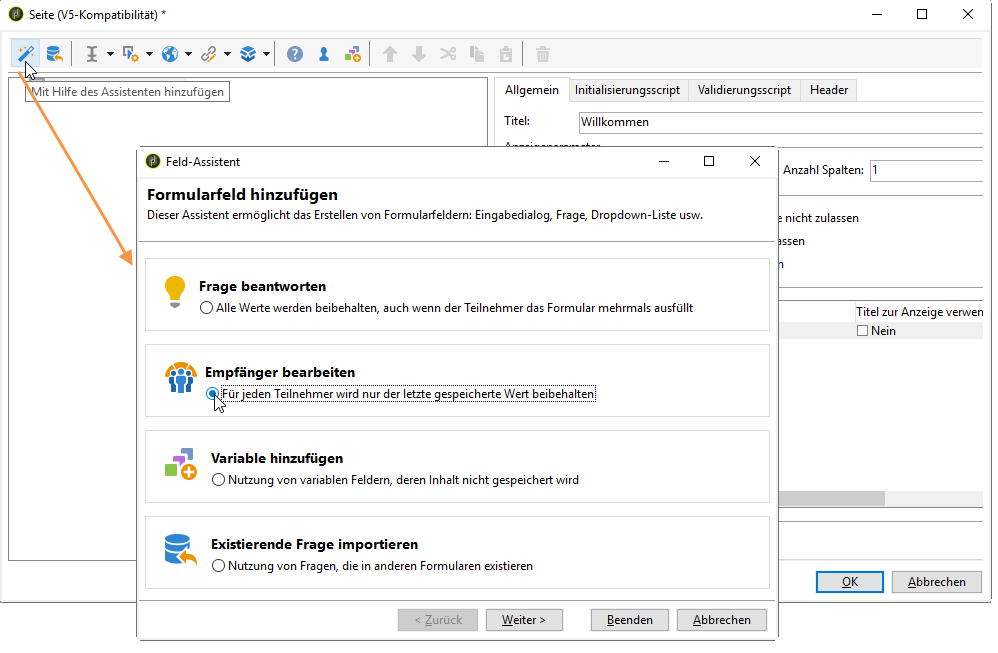 Seite (V5-Kompatibilität) *
Mit Hilfe des Assistenten hinzufügen
Allgemein
Initialisierungsscript
Validierungsscript
Header
Titel:
Willkommen
Anzahl Spalten:
1
nicht zulassen
Titel zur Anzeige verwen
Nein
OK
Abbrechen
Feld-Assistent
Formularfeld hinzufügen
Dieser Assistent ermöglicht das Erstellen von Formularfeldern: Eingabedialog, Frage, Dropdown-Liste usw.
Frage beantworten
Alle Werte werden beibehalten, auch wenn der Teilnehmer das Formular mehrmals ausfüllt
Empfänger bearbeiten
Für jeden Teilnehmer wird nur der letzte gespeicherte Wert beibehalten
Variable hinzufügen
Nutzung von variablen Feldern, deren Inhalt nicht gespeichert wird
Existierende Frage importieren
Nutzung von Fragen, die in anderen Formularen existieren
< Zurück
Weiter >
Beenden
Abbrechen